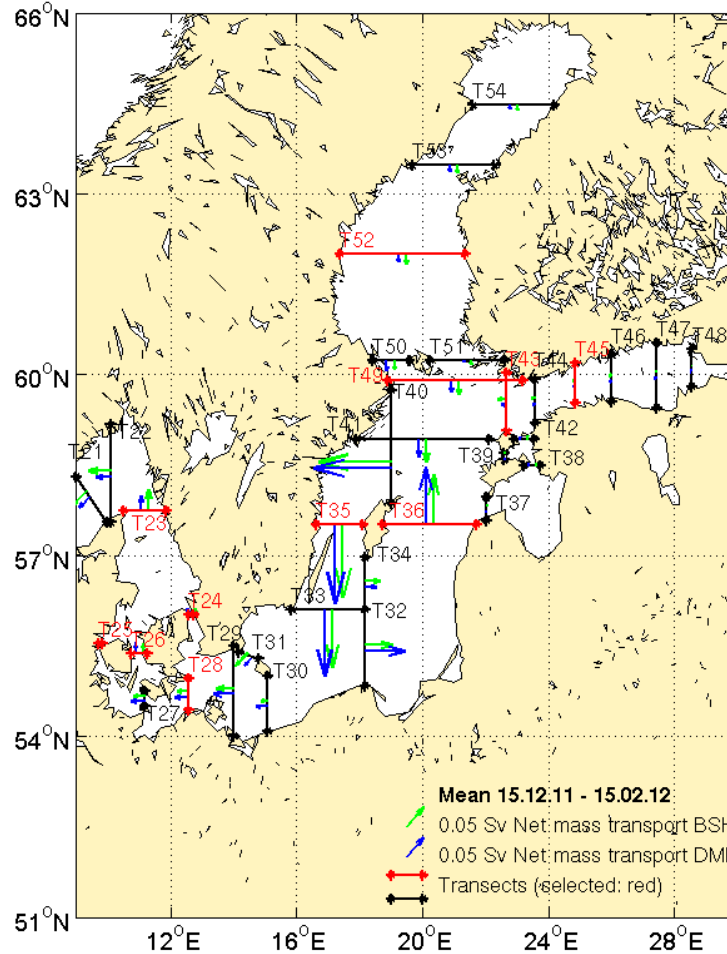 66°N
T54
T53
63°N
T52
T50 T51
T47
T46 T48
T45
T44
T43
60°N
T49
T40
T41
T42
T22
T21
T39
T38
T37
T23
T35 T36
57°N
T34
T33
T32
T24
T25
T26
T29
T31
T28
T30
T27
54°N
Mean 15.12.11 - 15.02.12
0.05 Sv Net mass transport BSH
0.05 Sv Net mass transport DMI
Transects (selected: red)
51°N
12°E 16°E 20°E 24°E 28°E